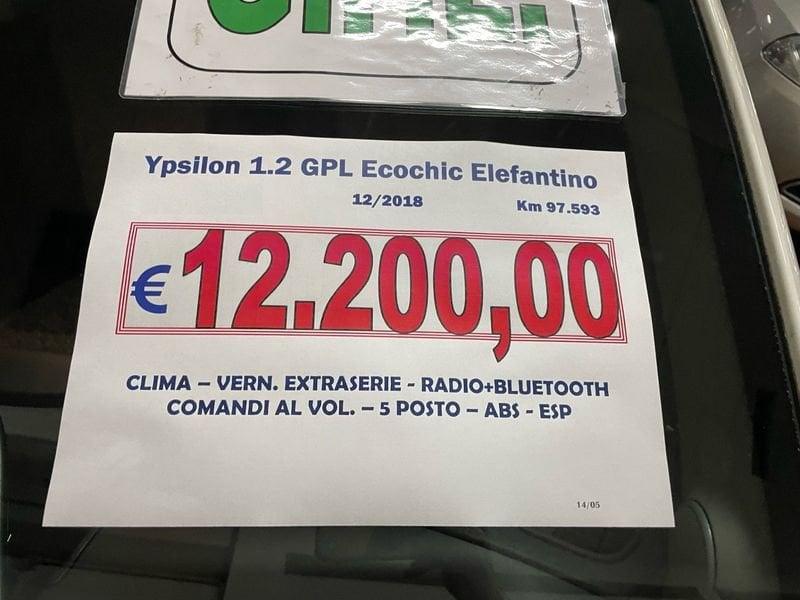 Ypsilon 1.2 GPL Ecochic Elefantino
12/2018 Km 97.593
€12.200,00
CLIMA – VERN. EXTRASERIE - RADIO+BLUETOOTH
COMANDI AL VOL. – 5 POSTO – ABS - ESP
14/05